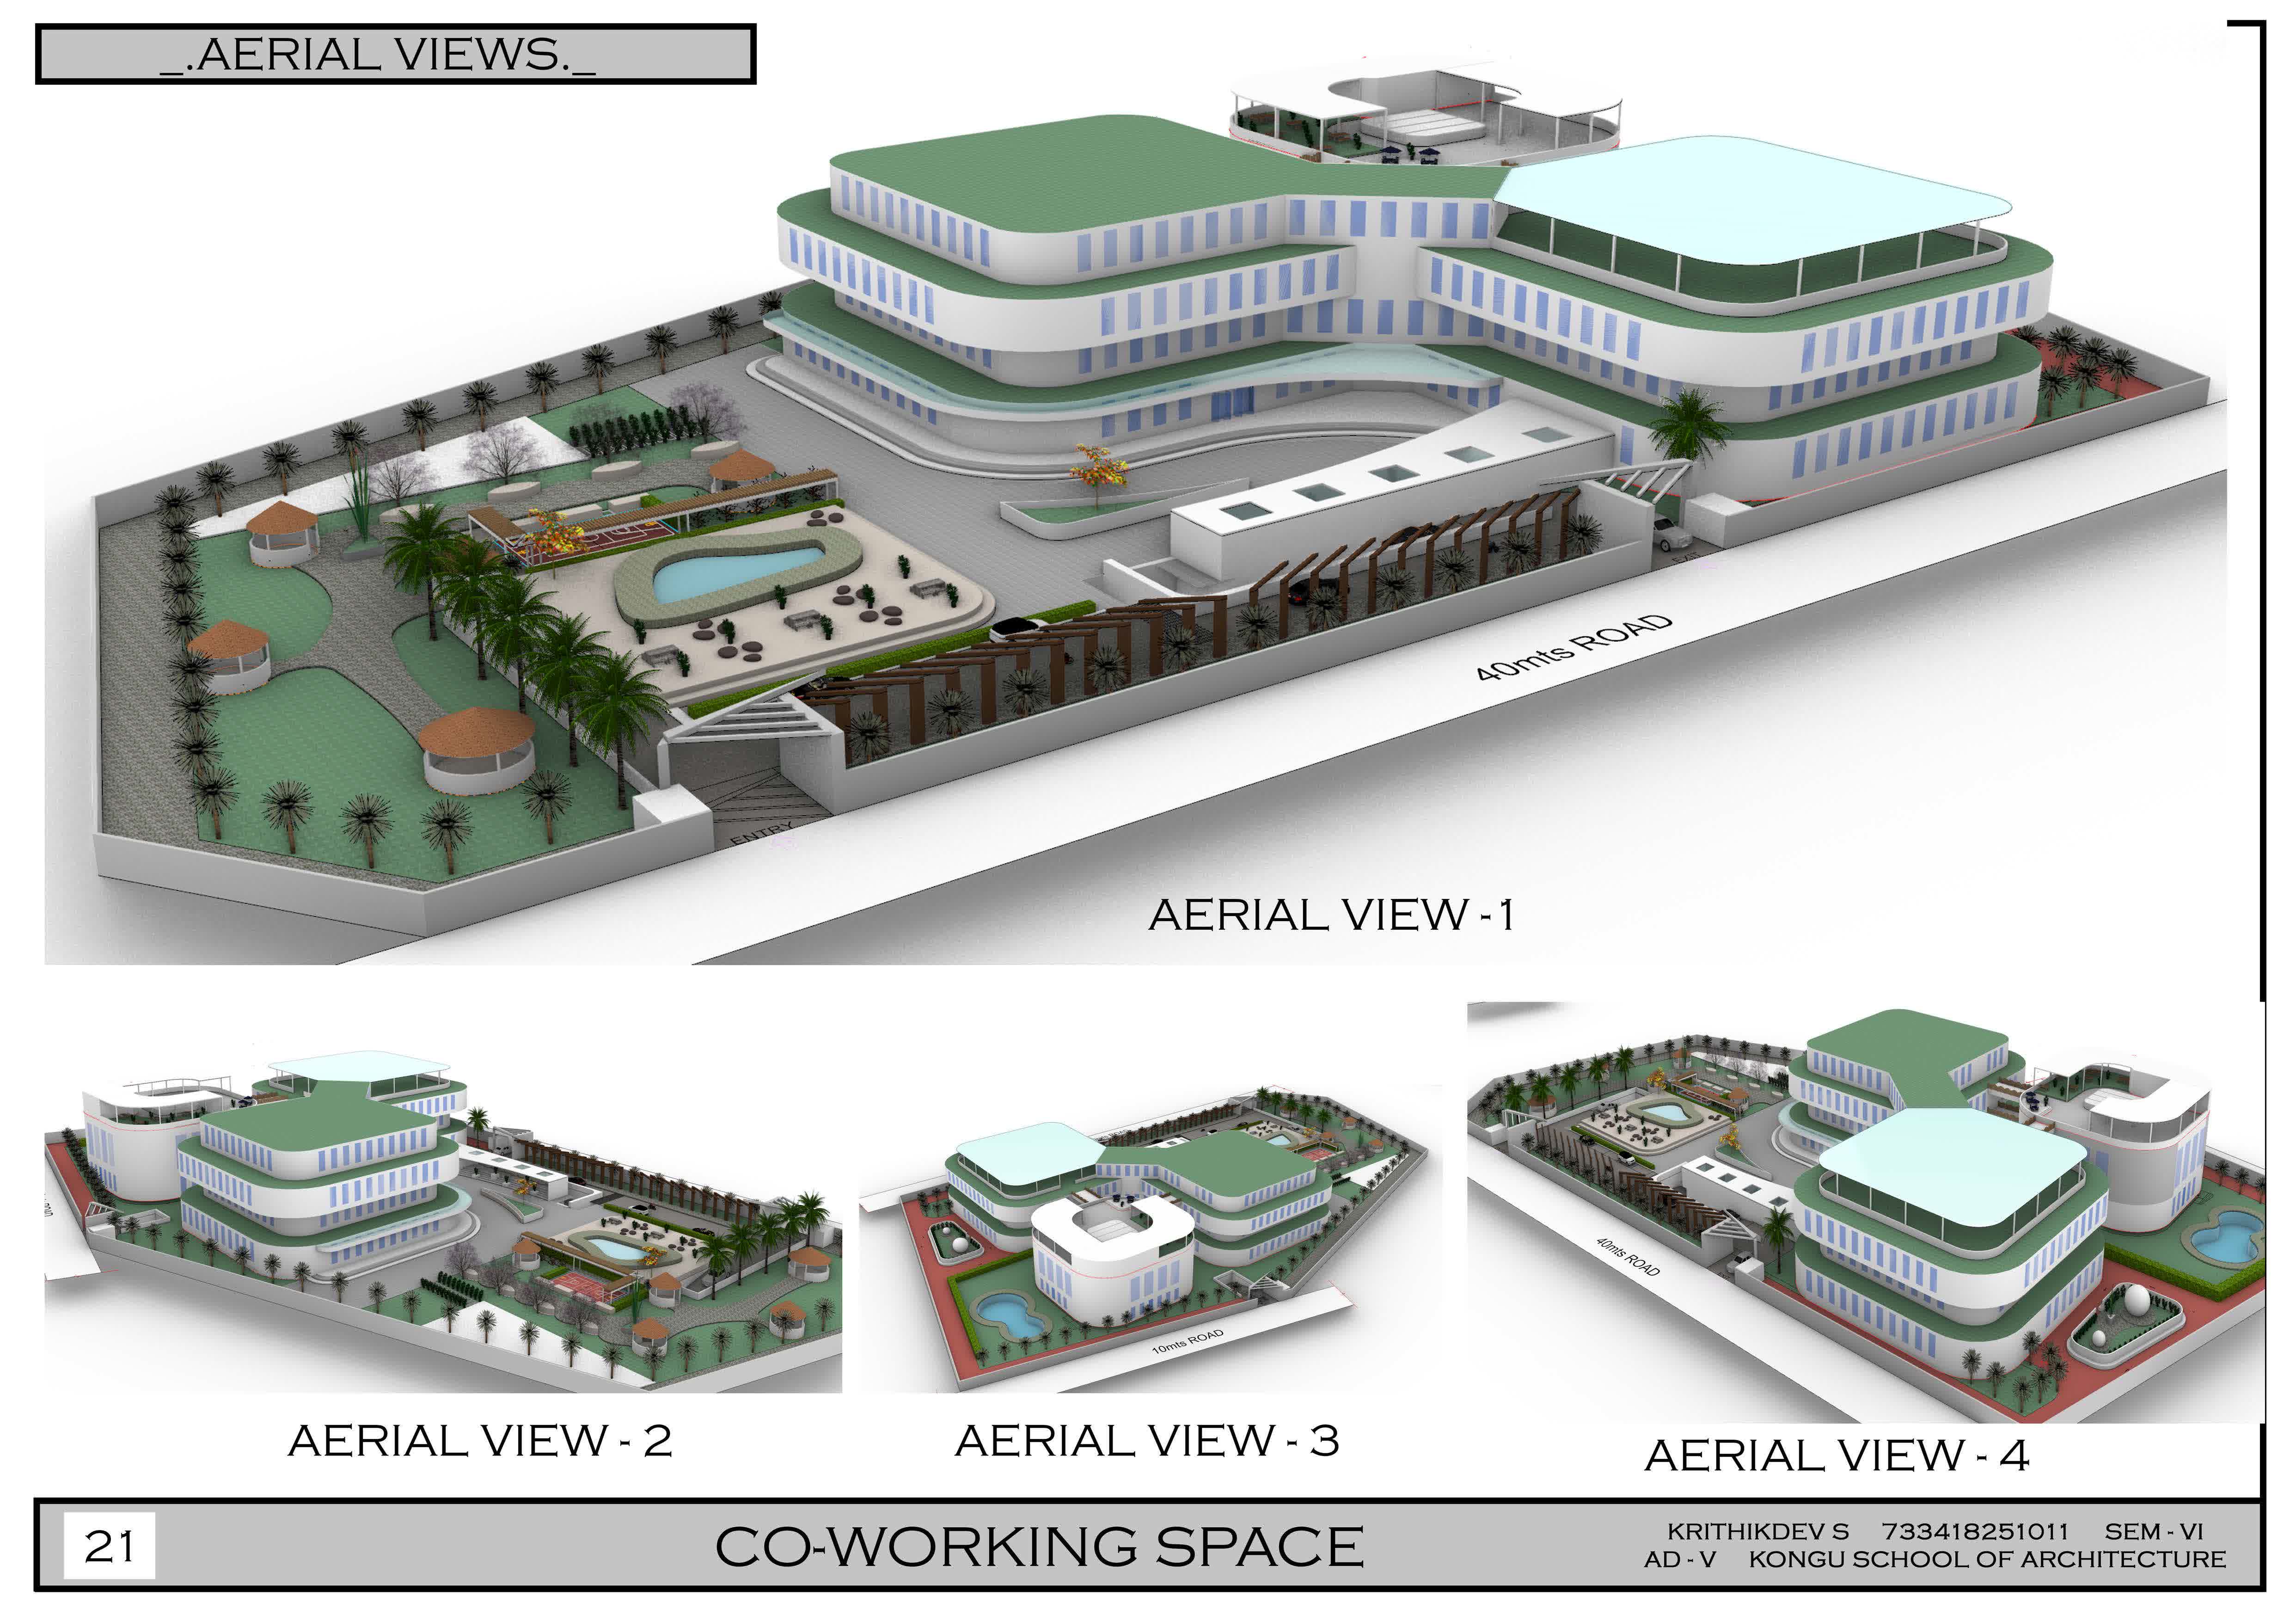 _.AERIAL VIEWS._
40mts ROAD
ENTRY
EXIT
AERIAL VIEW -1
10mts ROAD
40mts ROAD
AERIAL VIEW - 2
AERIAL VIEW - 3
AERIAL VIEW - 4
21
CO-WORKING SPACE
KRITHIKDEV S 733418251011 SEM - VI
AD - V KONGU SCHOOL OF ARCHITECTURE